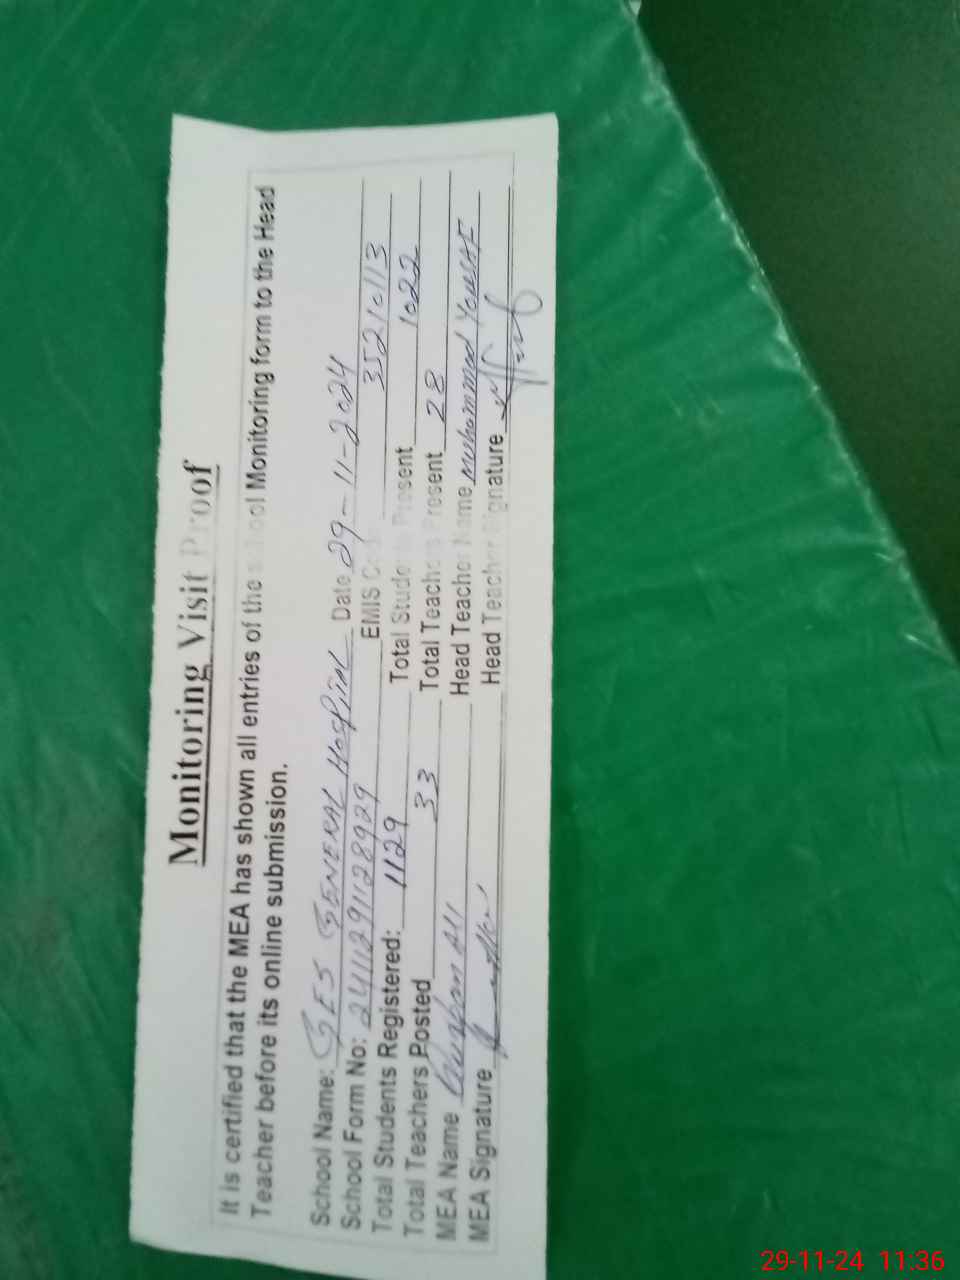 Monitoring Visit Proof
It is certified that the MEA has shown all entries of the school Monitoring form to the Head
Teacher before its online submission.
School Name: GES GENERAL Hospital Date 29-11-2024
School Form No: 2411291128929 EMIS Code 35210113
Total Students Registered: 1129 Total Students Present 1022
Total Teachers Posted 33 Total Teachers Present 28
MEA Name Ali Head Teacher Name Muhammad Yousaf
MEA Signature Head Teacher Signature
29-11-24 11:36